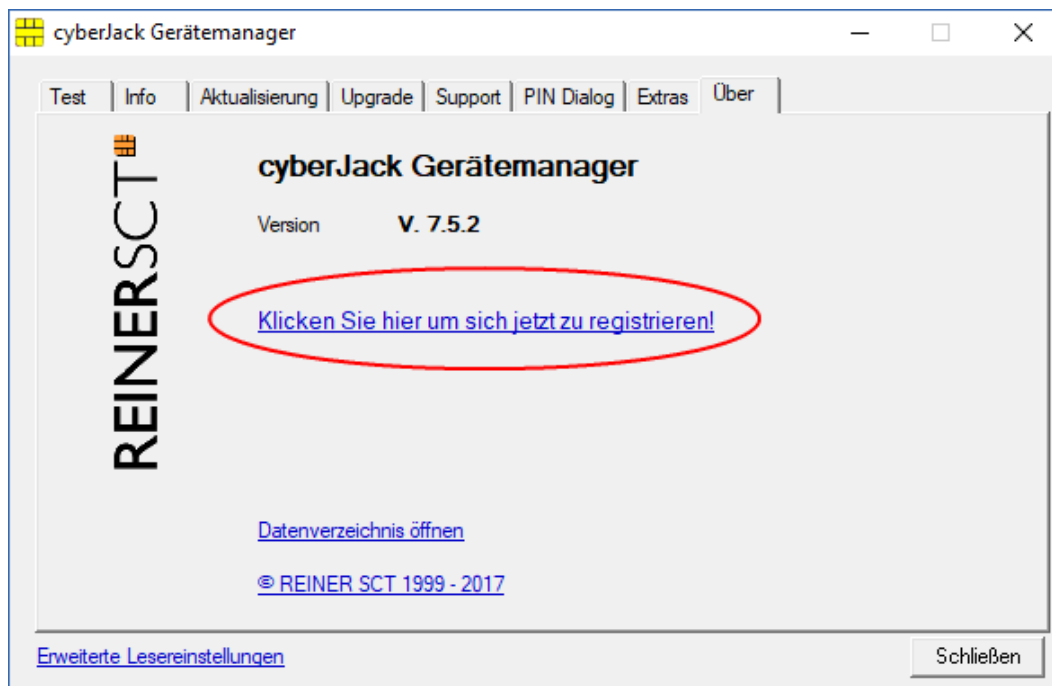 cyberJack Gerätemanager
Test Info Aktualisierung Upgrade Support PIN Dialog Extras Über
REINERSCT
cyberJack Gerätemanager
Version V. 7.5.2
Klicken Sie hier um sich jetzt zu registrieren!
Datenverzeichnis öffnen
© REINER SCT 1999 - 2017
Erweiterte Lesereinstellungen
Schließen